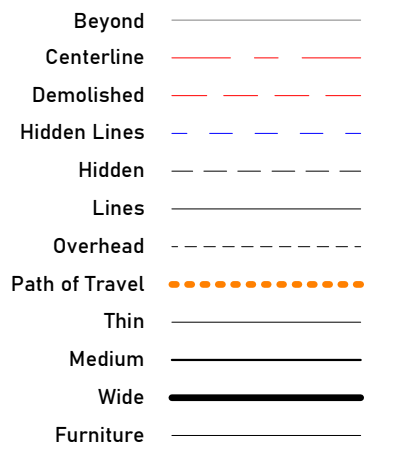 Beyond
Centerline
Demolished
Hidden Lines
Hidden
Lines
Overhead
Path of Travel
Thin
Medium
Wide
Furniture